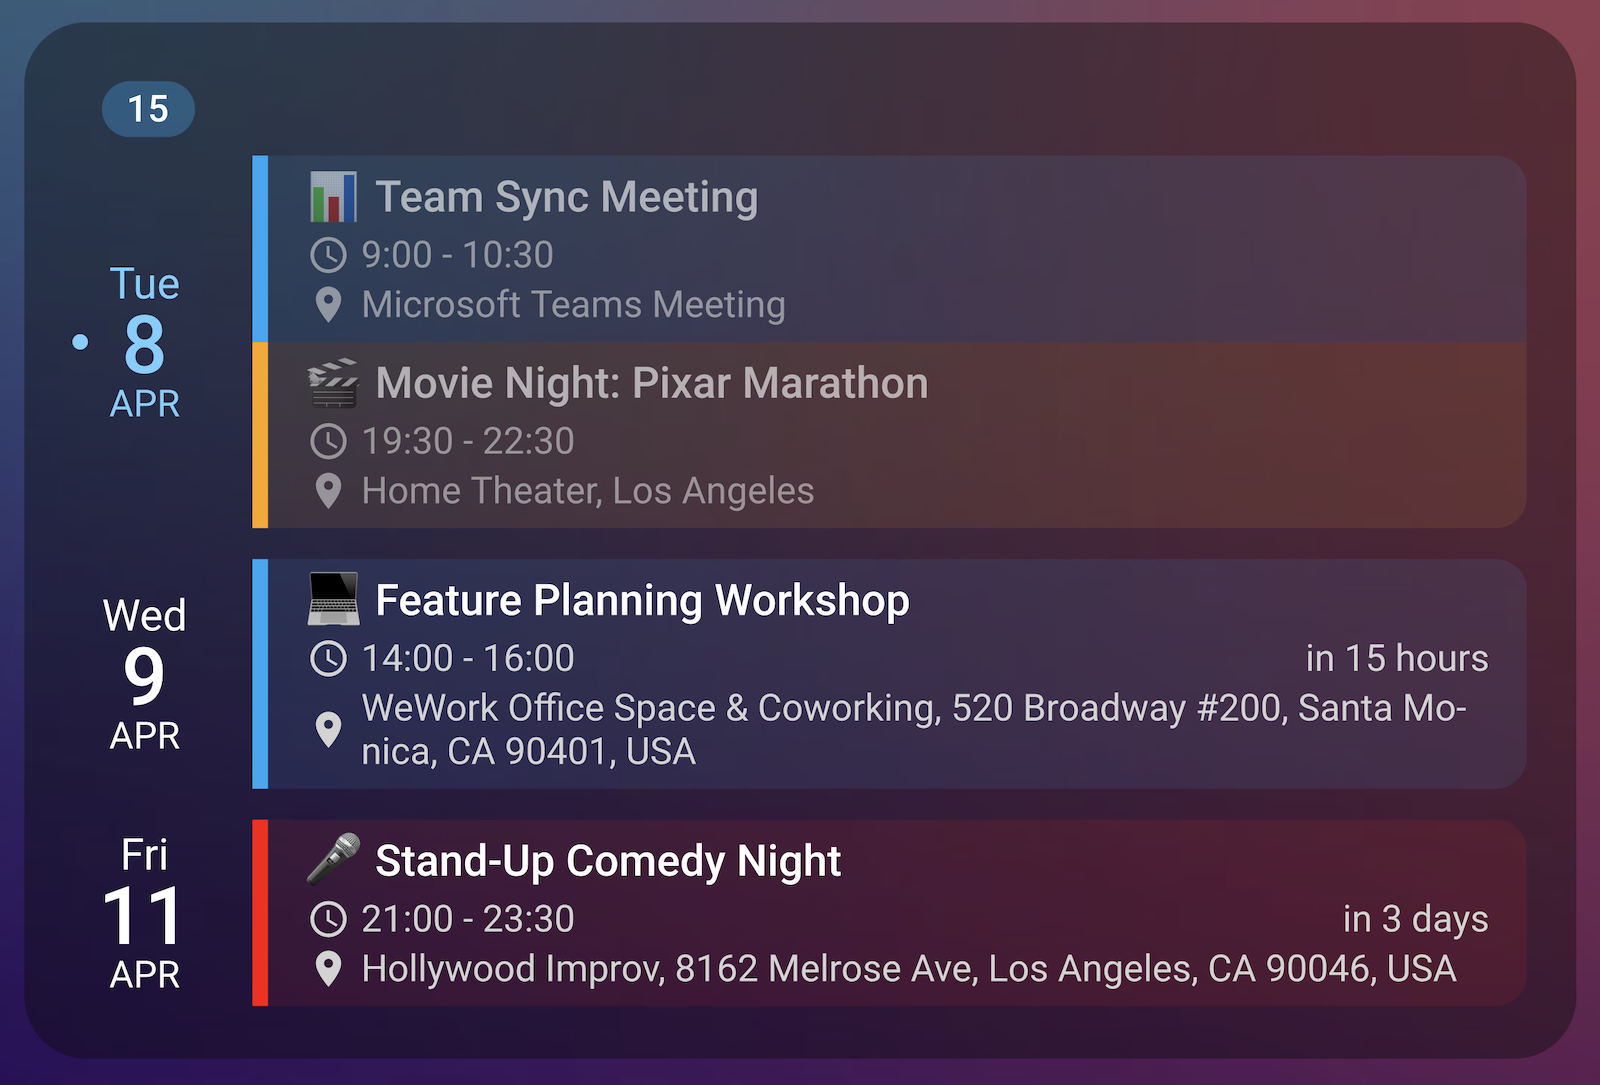 15
Tue
8
APR
Team Sync Meeting
9:00 - 10:30
Microsoft Teams Meeting
Movie Night: Pixar Marathon
19:30 - 22:30
Home Theater, Los Angeles
Wed
9
APR
Feature Planning Workshop
14:00 - 16:00 in 15 hours
WeWork Office Space & Coworking, 520 Broadway #200, Santa Mo-
nica, CA 90401, USA
Fri
11
APR
Stand-Up Comedy Night
21:00 - 23:30 in 3 days
Hollywood Improv, 8162 Melrose Ave, Los Angeles, CA 90046, USA